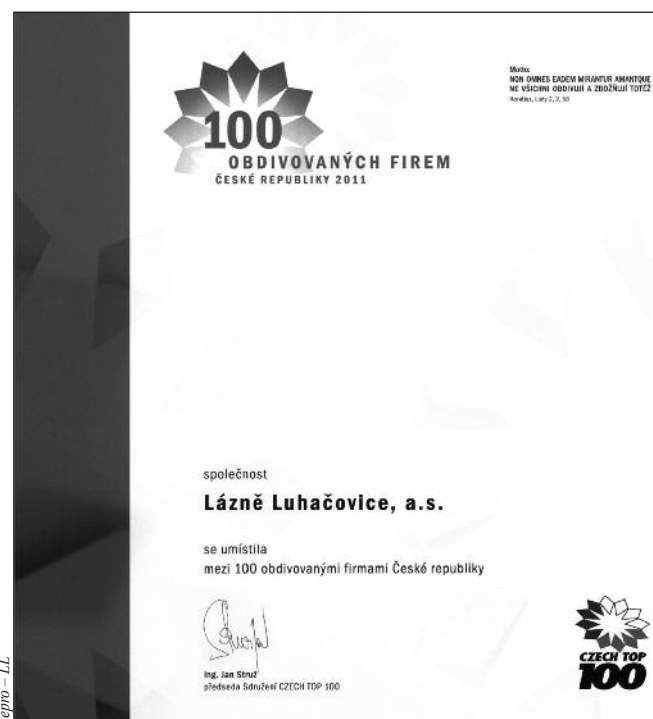 Motto:
NON OMNES EADEM MIRANTUR AMANTQUE
NE VŠICHNI OBDIVUJÍ A ZBOŽŇUJÍ TOTÉŽ
Horatius, Listy 2, 2, 58
100
OBDIVOVANÝCH FIREM
ČESKÉ REPUBLIKY 2011
společnost
Lázně Luhačovice, a.s.
se umístila
mezi 100 obdivovanými firmami České republiky
Ing. Jan Struž
předseda Sdružení CZECH TOP 100
CZECH TOP
100
epro – LL